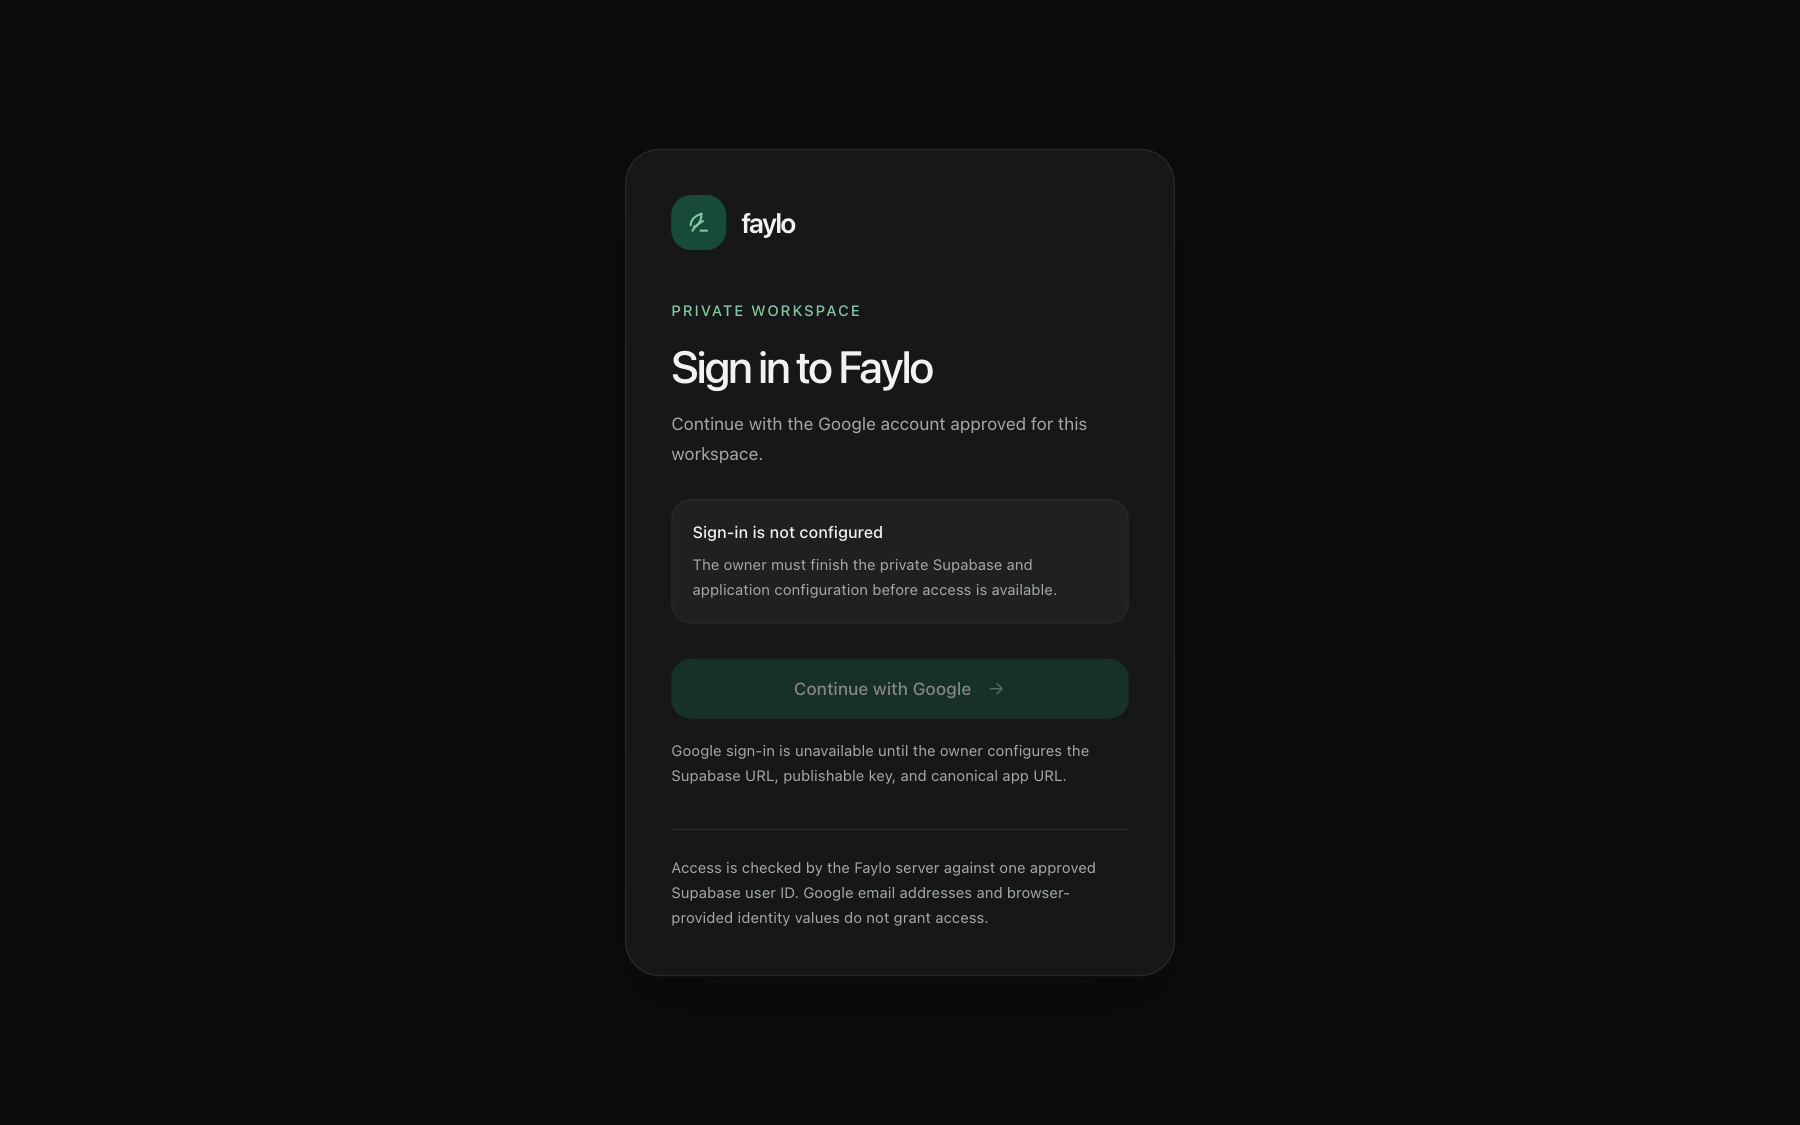 faylo
PRIVATE WORKSPACE
Sign in to Faylo
Continue with the Google account approved for this
workspace.
Sign-in is not configured
The owner must finish the private Supabase and
application configuration before access is available.
Continue with Google →
Google sign-in is unavailable until the owner configures the
Supabase URL, publishable key, and canonical app URL.
Access is checked by the Faylo server against one approved
Supabase user ID. Google email addresses and browser-
provided identity values do not grant access.